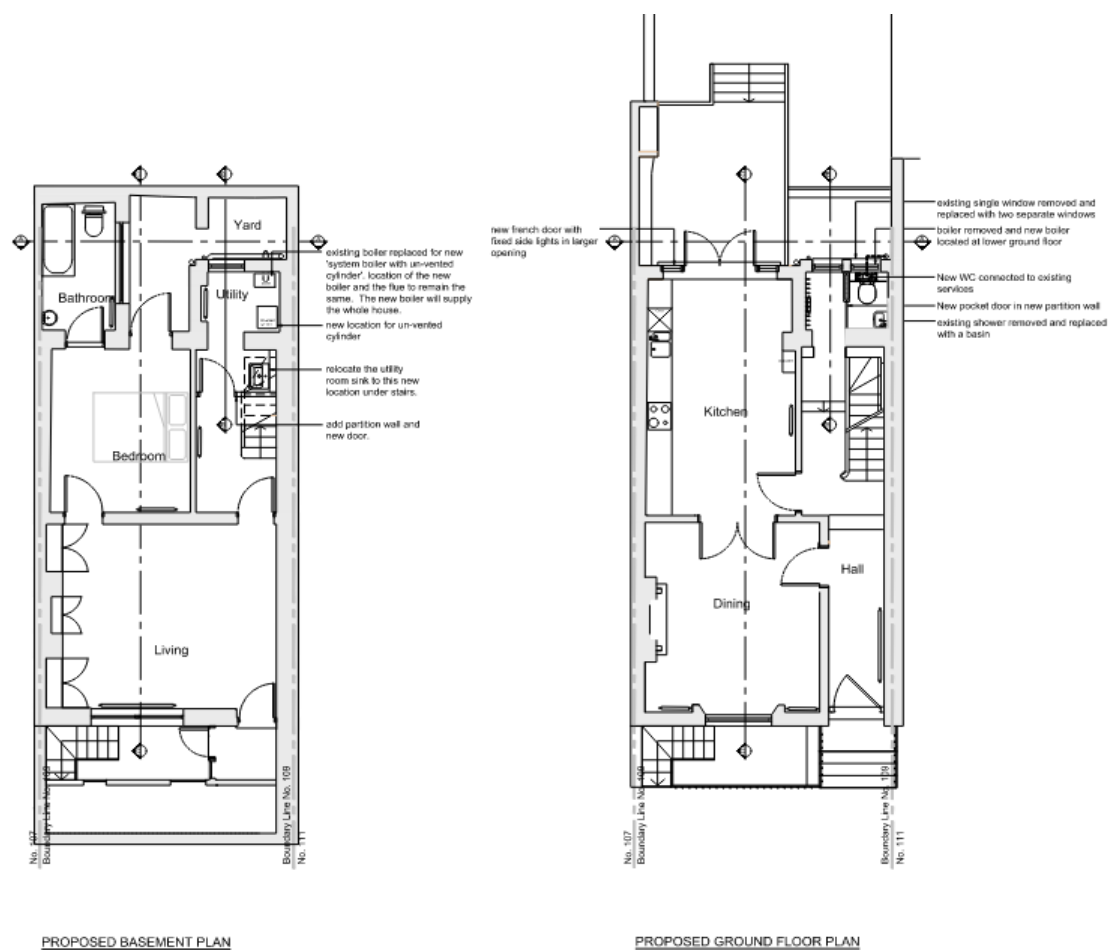 Yard
existing boiler replaced for new
'system boiler with un-vented
cylinder'. location of the new
boiler and the flue to remain the
same. The new boiler will supply
the whole house.
Bathroom
Utility
new location for un-vented
cylinder
relocate the utility
room sink to this new
location under stairs.
add partition wall and
new door.
Bedroom
Living
No. 107
Boundary Line No. 109
Boundary Line No. 109
No. 111
PROPOSED BASEMENT PLAN
new french door with
fixed side lights in larger
opening
existing single window removed and
replaced with two separate windows
boiler removed and new boiler
located at lower ground floor
New WC connected to existing
services
New pocket door in new partition wall
existing shower removed and replaced
with a basin
Kitchen
Hall
Dining
No. 107
Boundary Line No. 109
Boundary Line No. 109
No. 111
PROPOSED GROUND FLOOR PLAN